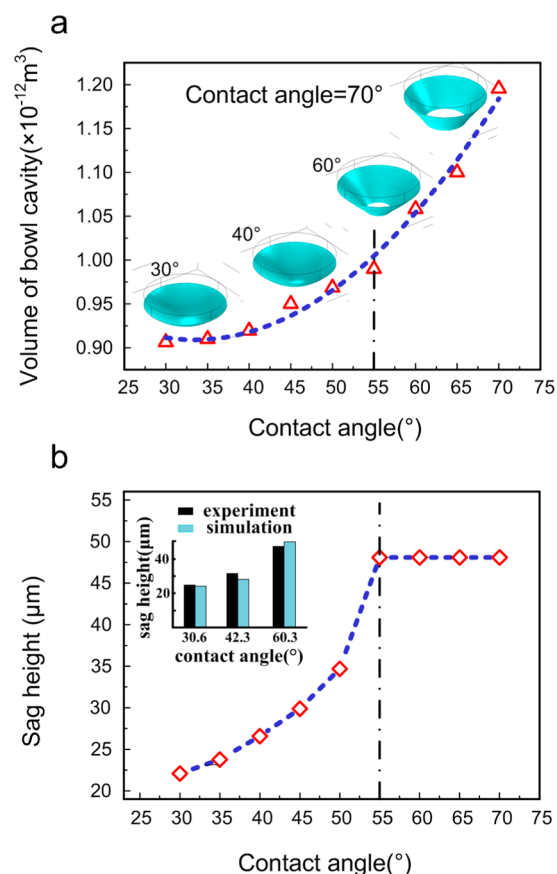 a
Volume of bowl cavity(×10⁻¹²m³)
1.20
1.15
1.10
1.05
1.00
0.95
0.90
Contact angle=70°
60°
40°
30°
25 30 35 40 45 50 55 60 65 70 75
Contact angle(°)
b
Sag height (μm)
55
50
45
40
35
30
25
20
experiment
simulation
sag height(μm)
40
20
30.6 42.3 60.3
contact angle(°)
25 30 35 40 45 50 55 60 65 70 75
Contact angle(°)